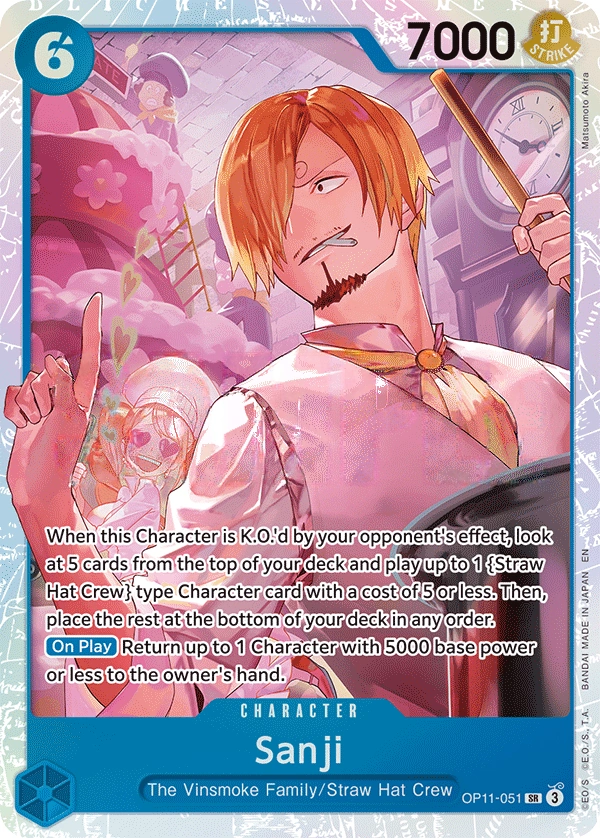 6
7000
打
STRIKE
Matsumoto Akira
When this Character is K.O.'d by your opponent's effect, look
at 5 cards from the top of your deck and play up to 1 {Straw
Hat Crew} type Character card with a cost of 5 or less. Then,
place the rest at the bottom of your deck in any order.
On Play Return up to 1 Character with 5000 base power
or less to the owner's hand.
©E.O/S ©E.O./S., T.A. BANDAI MADE IN JAPAN EN
CHARACTER
Sanji
The Vinsmoke Family/Straw Hat Crew
OP11-051 SR 3